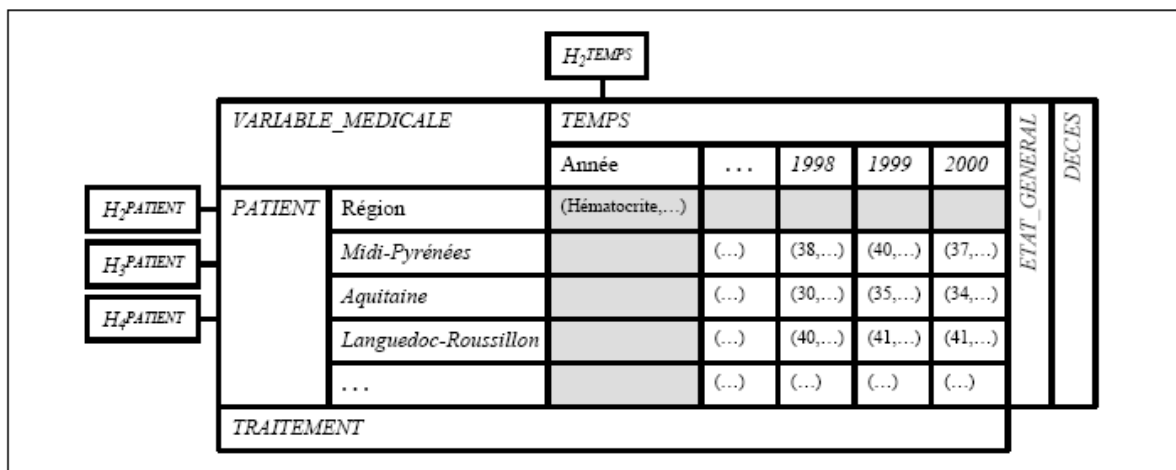 H2TEMPS
VARIABLE_MEDICALE TEMPS
Année ... 1998 1999 2000
PATIENT Région (Hématocrite,...)
Midi-Pyrénées (...) (38,...) (40,...) (37,...)
Aquitaine (...) (30,...) (35,...) (34,...)
Languedoc-Roussillon (...) (40,...) (41,...) (41,...)
... (...) (...) (...) (...)
TRAITEMENT
H2PATIENT
H3PATIENT
H4PATIENT
ETAT_GENERAL
DECES